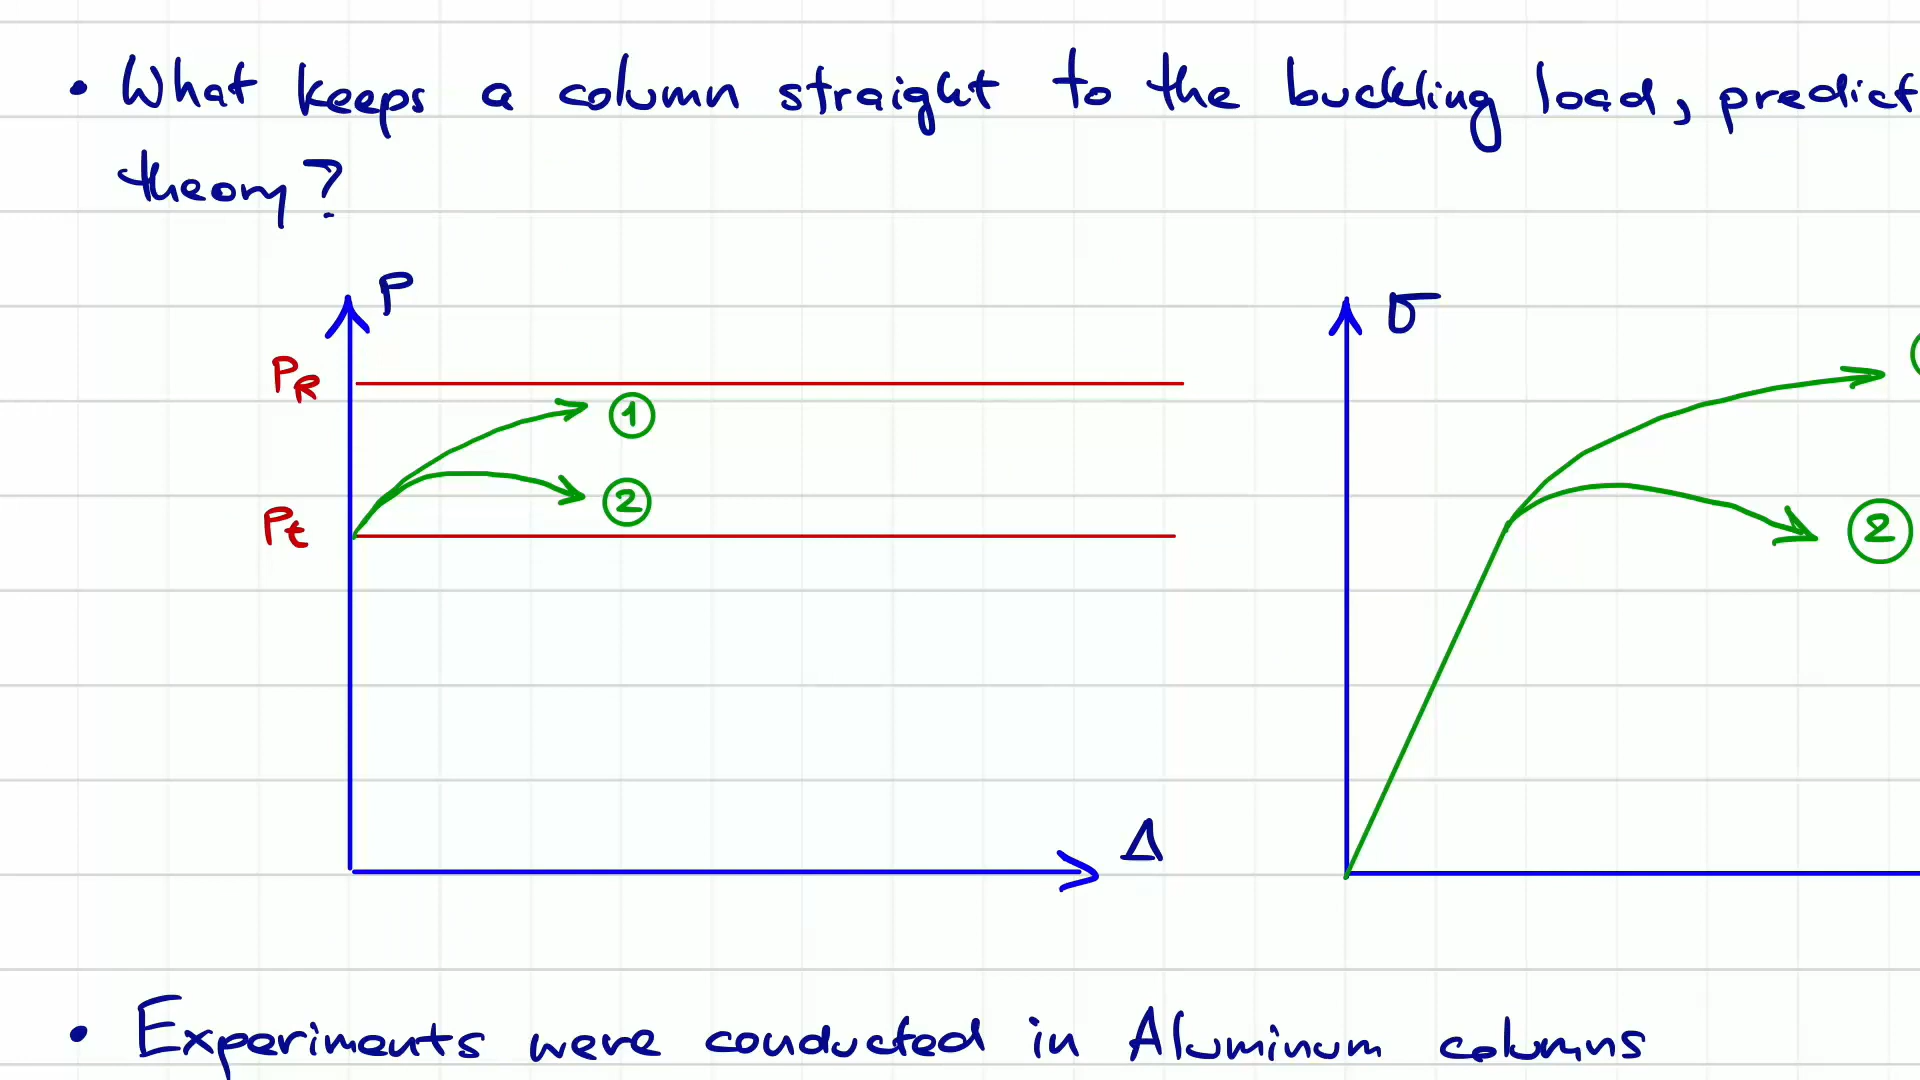 • What keeps a column straight to the buckling load, predict
theory?
P
σ
P_R
①
②
P_t
②
Δ
• Experiments were conducted in Aluminum columns